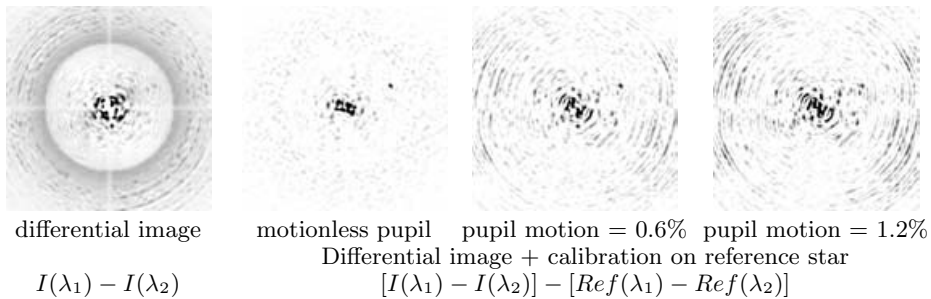 differential image motionless pupil pupil motion = 0.6% pupil motion = 1.2%
Differential image + calibration on reference star
I(λ₁) − I(λ₂) [I(λ₁) − I(λ₂)] − [Ref(λ₁) − Ref(λ₂)]